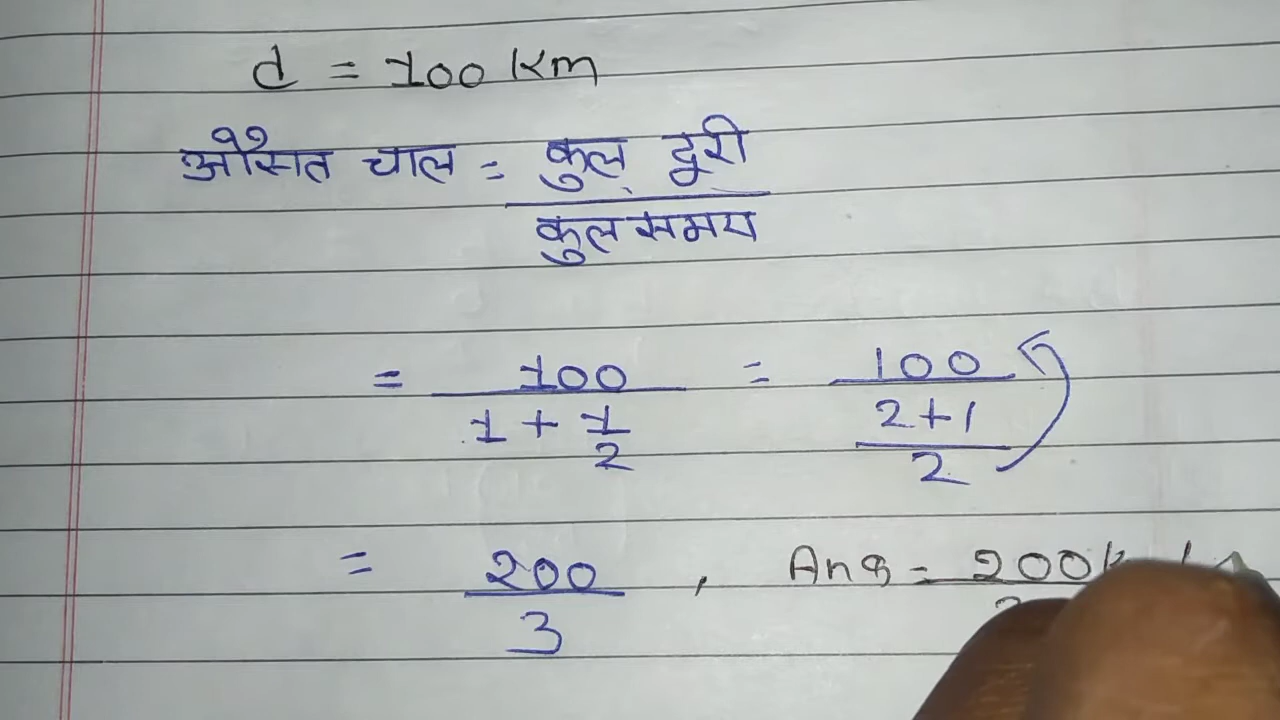 d = 100 Km
औसत चाल = कुल दूरी / कुल समय
= 100 / 1 + 1/2 = 100 / (2+1)/2
= 200/3 , Ans = 200